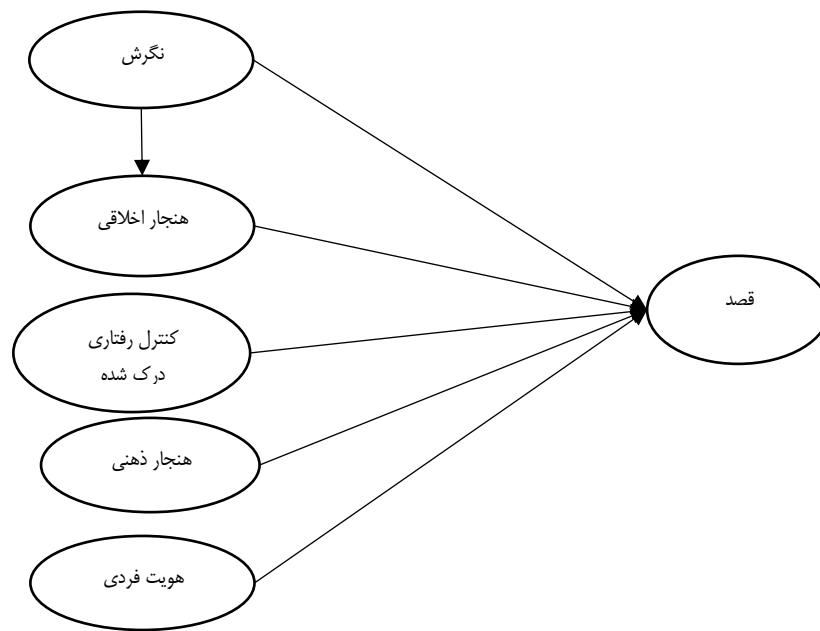 نگرش
هنجار اخلاقی
قصد
کنترل رفتاری
درک شده
هنجار ذهنی
هویت فردی